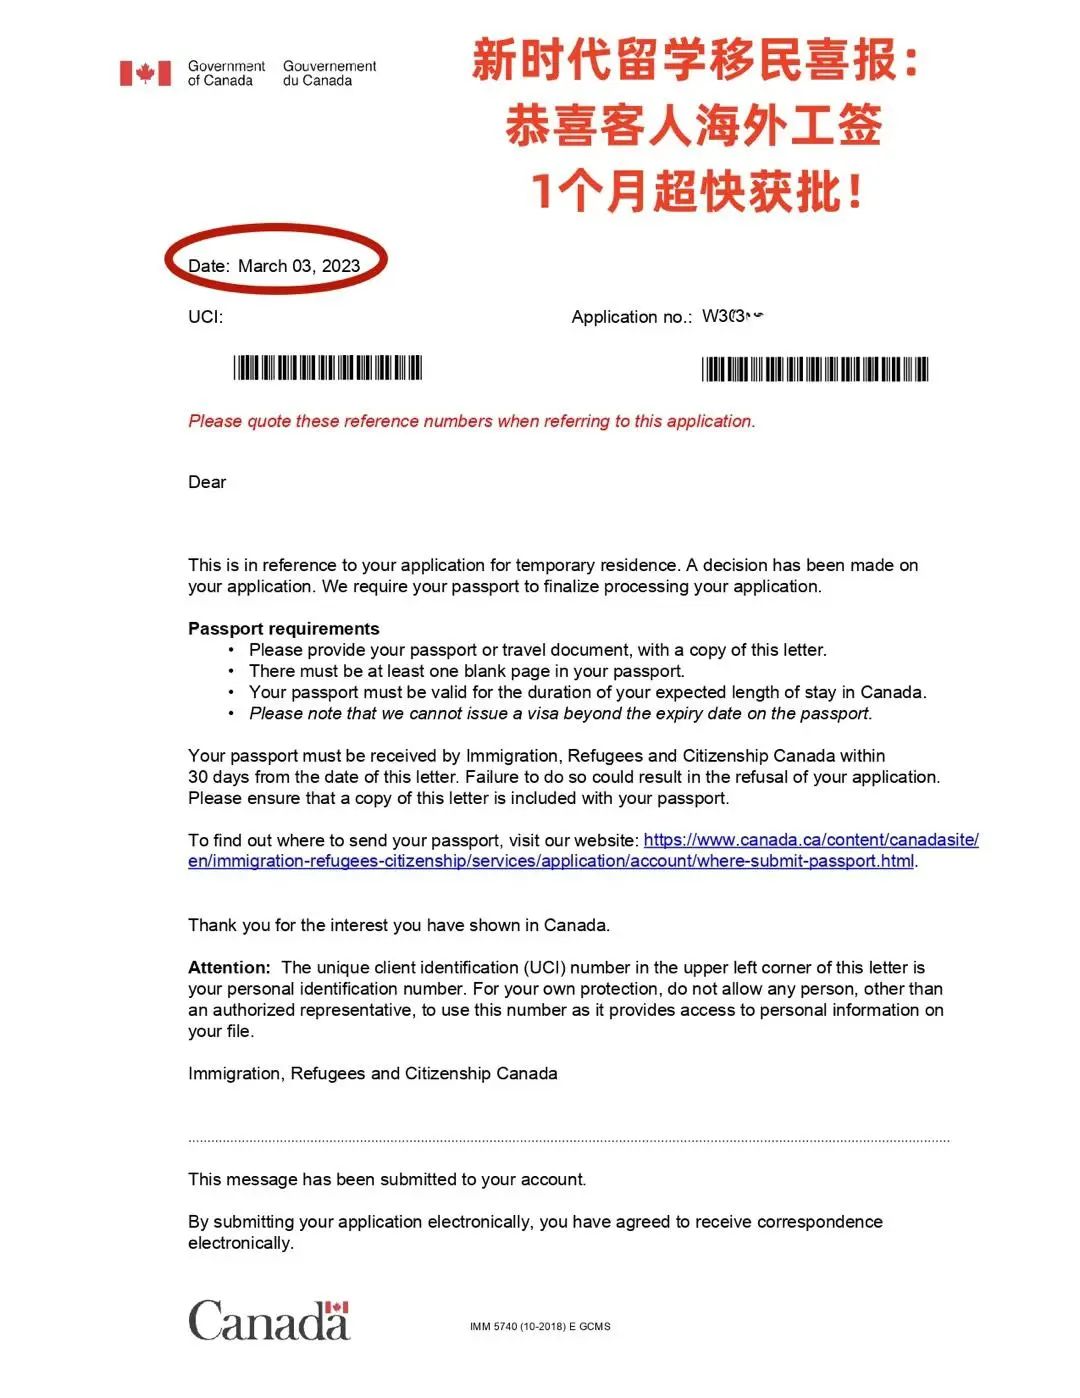 Government
of Canada
Gouvernement
du Canada
新时代留学移民喜报：
恭喜客人海外工签
1个月超快获批！
Date: March 03, 2023
UCI:
Application no.: W303
Please quote these reference numbers when referring to this application.
Dear
This is in reference to your application for temporary residence. A decision has been made on
your application. We require your passport to finalize processing your application.
Passport requirements
• Please provide your passport or travel document, with a copy of this letter.
• There must be at least one blank page in your passport.
• Your passport must be valid for the duration of your expected length of stay in Canada.
• Please note that we cannot issue a visa beyond the expiry date on the passport.
Your passport must be received by Immigration, Refugees and Citizenship Canada within
30 days from the date of this letter. Failure to do so could result in the refusal of your application.
Please ensure that a copy of this letter is included with your passport.
To find out where to send your passport, visit our website: https://www.canada.ca/content/canadasite/
en/immigration-refugees-citizenship/services/application/account/where-submit-passport.html.
Thank you for the interest you have shown in Canada.
Attention: The unique client identification (UCI) number in the upper left corner of this letter is
your personal identification number. For your own protection, do not allow any person, other than
an authorized representative, to use this number as it provides access to personal information on
your file.
Immigration, Refugees and Citizenship Canada
This message has been submitted to your account.
By submitting your application electronically, you have agreed to receive correspondence
electronically.
Canada
IMM 5740 (10-2018) E GCMS